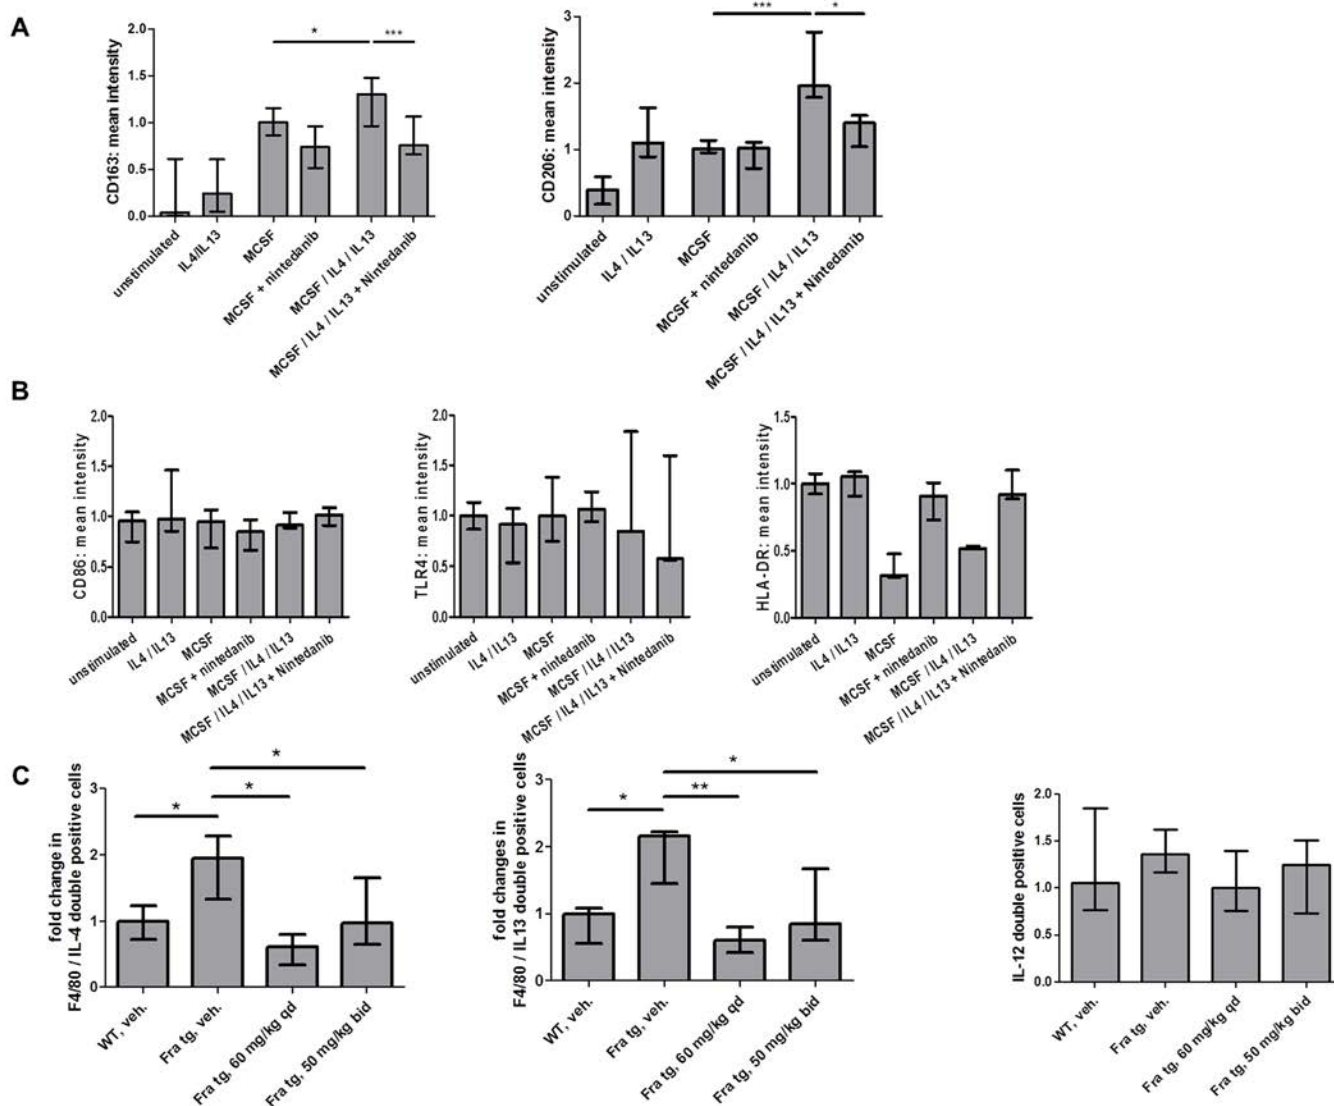 A
CD163: mean intensity
2.0
1.5
1.0
0.5
0.0
*
***
unstimulated
IL4/IL13
MCSF
MCSF + nintedanib
MCSF / IL4 / IL13
MCSF / IL4 / IL13 + Nintedanib
CD206: mean intensity
3
2
1
0
***
*
unstimulated
IL4 / IL13
MCSF
MCSF + nintedanib
MCSF / IL4 / IL13
MCSF / IL4 / IL13 + Nintedanib
B
CD86: mean intensity
2.0
1.5
1.0
0.5
0.0
unstimulated
IL4 / IL13
MCSF
MCSF + nintedanib
MCSF / IL4 / IL13
MCSF / IL4 / IL13 + Nintedanib
TLR4: mean intensity
2.0
1.5
1.0
0.5
0.0
unstimulated
IL4 / IL13
MCSF
MCSF + nintedanib
MCSF / IL4 / IL13
MCSF / IL4 / IL13 + Nintedanib
HLA-DR: mean intensity
1.5
1.0
0.5
0.0
unstimulated
IL4 / IL13
MCSF
MCSF + nintedanib
MCSF / IL4 / IL13
MCSF / IL4 / IL13 + Nintedanib
C
fold change in
F4/80 / IL-4 double positive cells
3
2
1
0
*
*
*
WT, veh.
Fra tg, veh.
Fra tg, 60 mg/kg qd
Fra tg, 50 mg/kg bid
fold changes in
F4/80 / IL13 double positive cells
3
2
1
0
*
**
*
WT, veh.
Fra tg, veh.
Fra tg, 60 mg/kg qd
Fra tg, 50 mg/kg bid
IL-12 double positive cells
2.0
1.5
1.0
0.5
0.0
WT, veh.
Fra tg, veh.
Fra tg, 60 mg/kg qd
Fra tg, 50 mg/kg bid